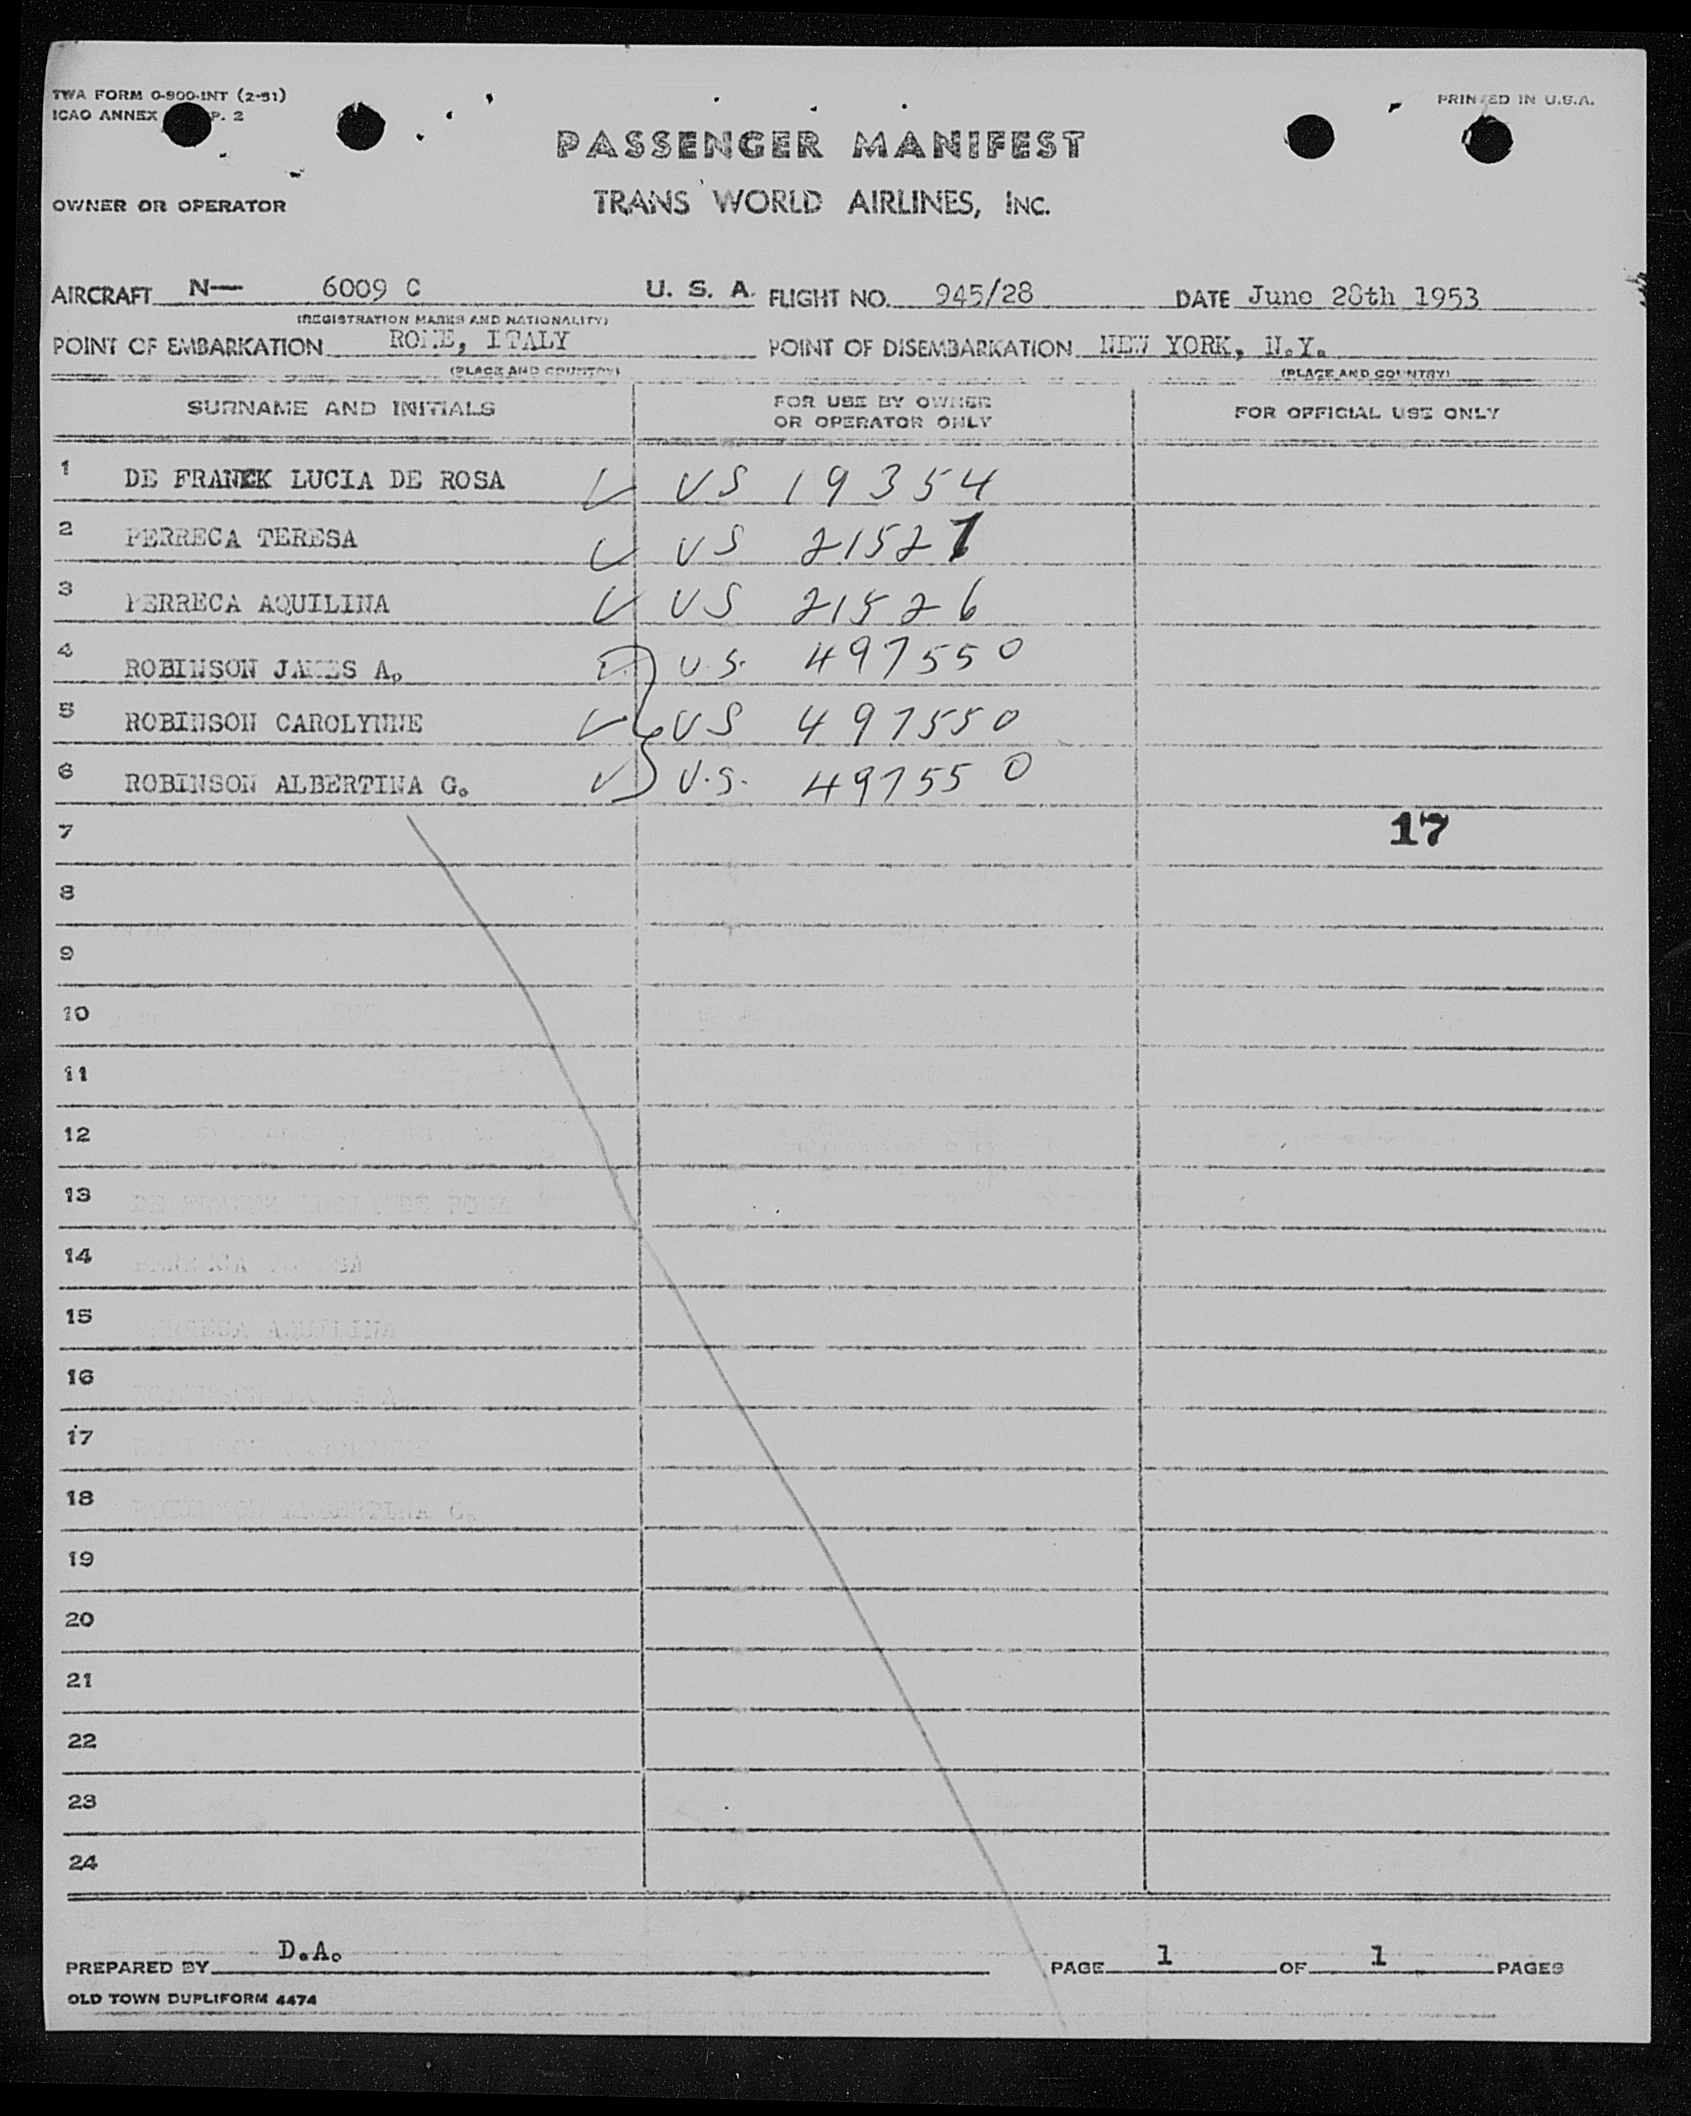 TWA FORM O-800-INT (2-51)
PRINTED IN U.S.A.
ICAO ANNEX P. 2
PASSENGER MANIFEST
OWNER OR OPERATOR
TRANS WORLD AIRLINES, INC.
AIRCRAFT N— 6009 C U. S. A. FLIGHT NO. 945/28 DATE June 28th 1953
(REGISTRATION MARKS AND NATIONALITY)
POINT OF EMBARKATION ROME, ITALY POINT OF DISEMBARKATION NEW YORK, N.Y.
(PLACE AND COUNTRY) (PLACE AND COUNTRY)
SURNAME AND INITIALS FOR USE BY OWNER OR OPERATOR ONLY FOR OFFICIAL USE ONLY
1 DE FRANCK LUCIA DE ROSA US 19354
2 PERRECA TERESA US 21527
3 PERRECA AQUILINA US 21526
4 ROBINSON JAMES A. U.S. 497550
5 ROBINSON CAROLYNNE US 497550
6 ROBINSON ALBERTINA G. U.S. 497550
7 17
8
9
10
11
12
13
14
15
16
17
18
19
20
21
22
23
24
PREPARED BY D.A. PAGE 1 OF 1 PAGES
OLD TOWN DUPLIFORM 4474